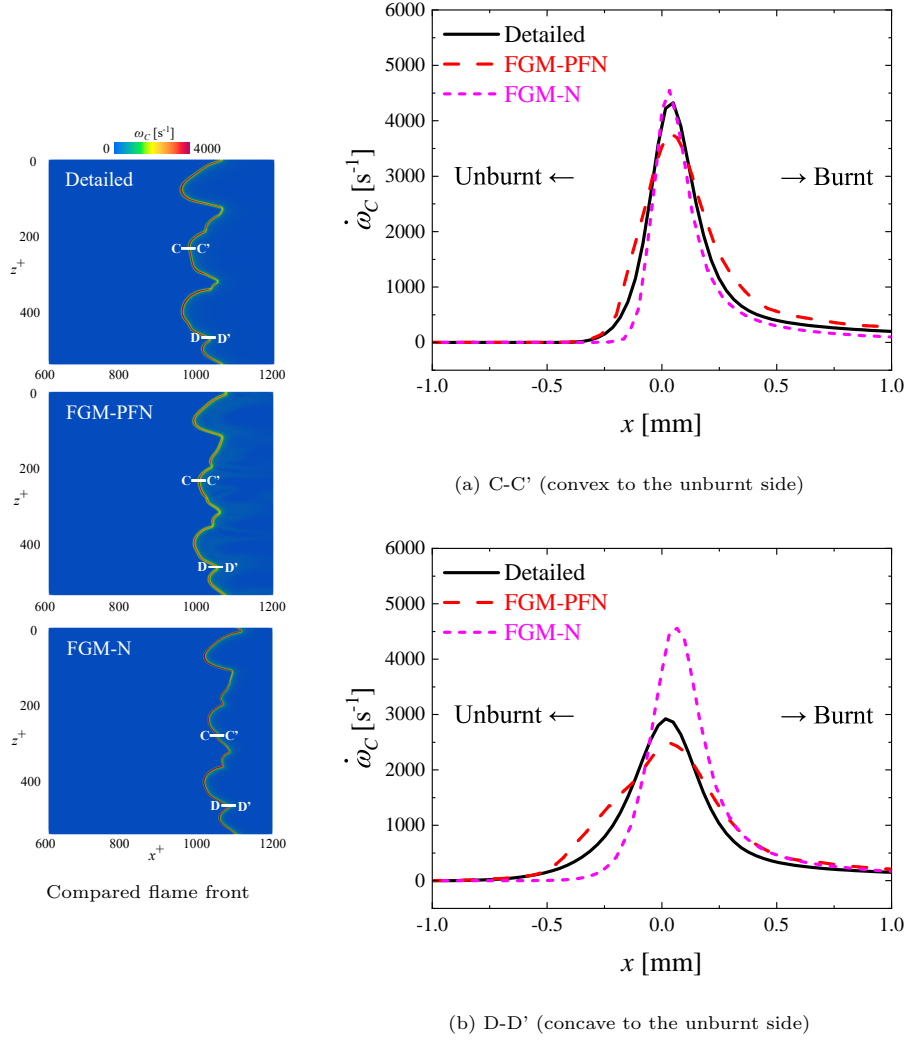 ω_C [s⁻¹]
0 4000
Detailed
C C'
D D'
0
200
400
z⁺
600 800 1000 1200
FGM-PFN
C C'
D D'
0
200
400
z⁺
600 800 1000 1200
FGM-N
C C'
D D'
0
200
400
z⁺
600 800 1000 1200
x⁺
Compared flame front
6000
5000
4000
3000
2000
1000
0
ω̇_C [s⁻¹]
Detailed
FGM-PFN
FGM-N
Unburnt ← → Burnt
-1.0 -0.5 0.0 0.5 1.0
x [mm]
(a) C-C' (convex to the unburnt side)
6000
5000
4000
3000
2000
1000
0
ω̇_C [s⁻¹]
Detailed
FGM-PFN
FGM-N
Unburnt ← → Burnt
-1.0 -0.5 0.0 0.5 1.0
x [mm]
(b) D-D' (concave to the unburnt side)